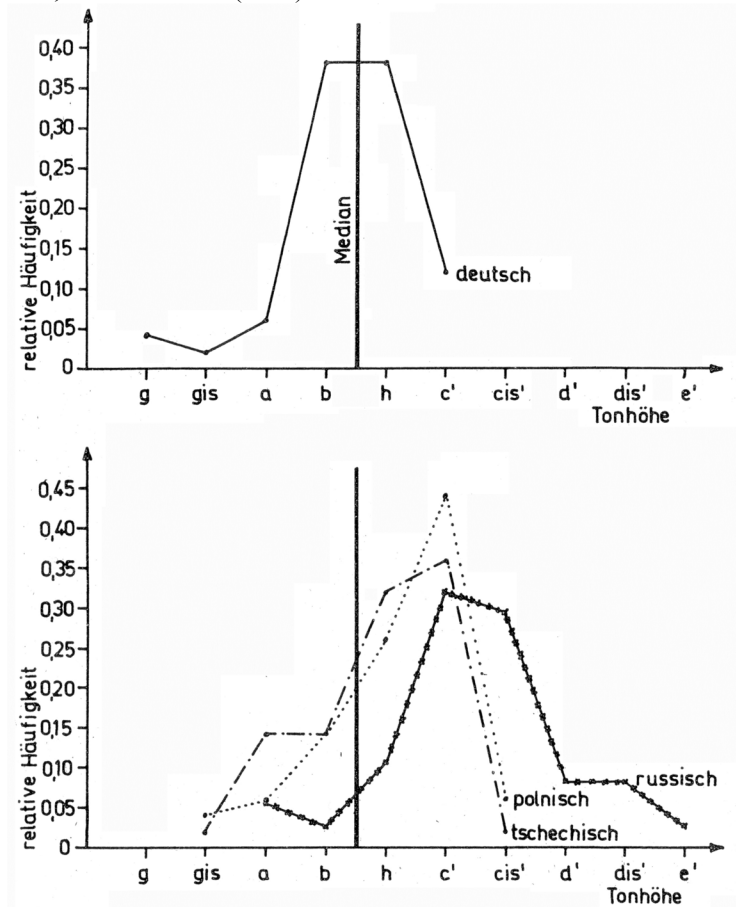 0,40
0,35
0,30
0,25
0,20
0,15
0,10
0,05
0
relative Häufigkeit
Median
deutsch
g gis a b h c' cis' d' dis' e'
Tonhöhe
0,45
0,40
0,35
0,30
0,25
0,20
0,15
0,10
0,05
0
relative Häufigkeit
russisch
polnisch
tschechisch
g gis a b h c' cis' d' dis' e'
Tonhöhe